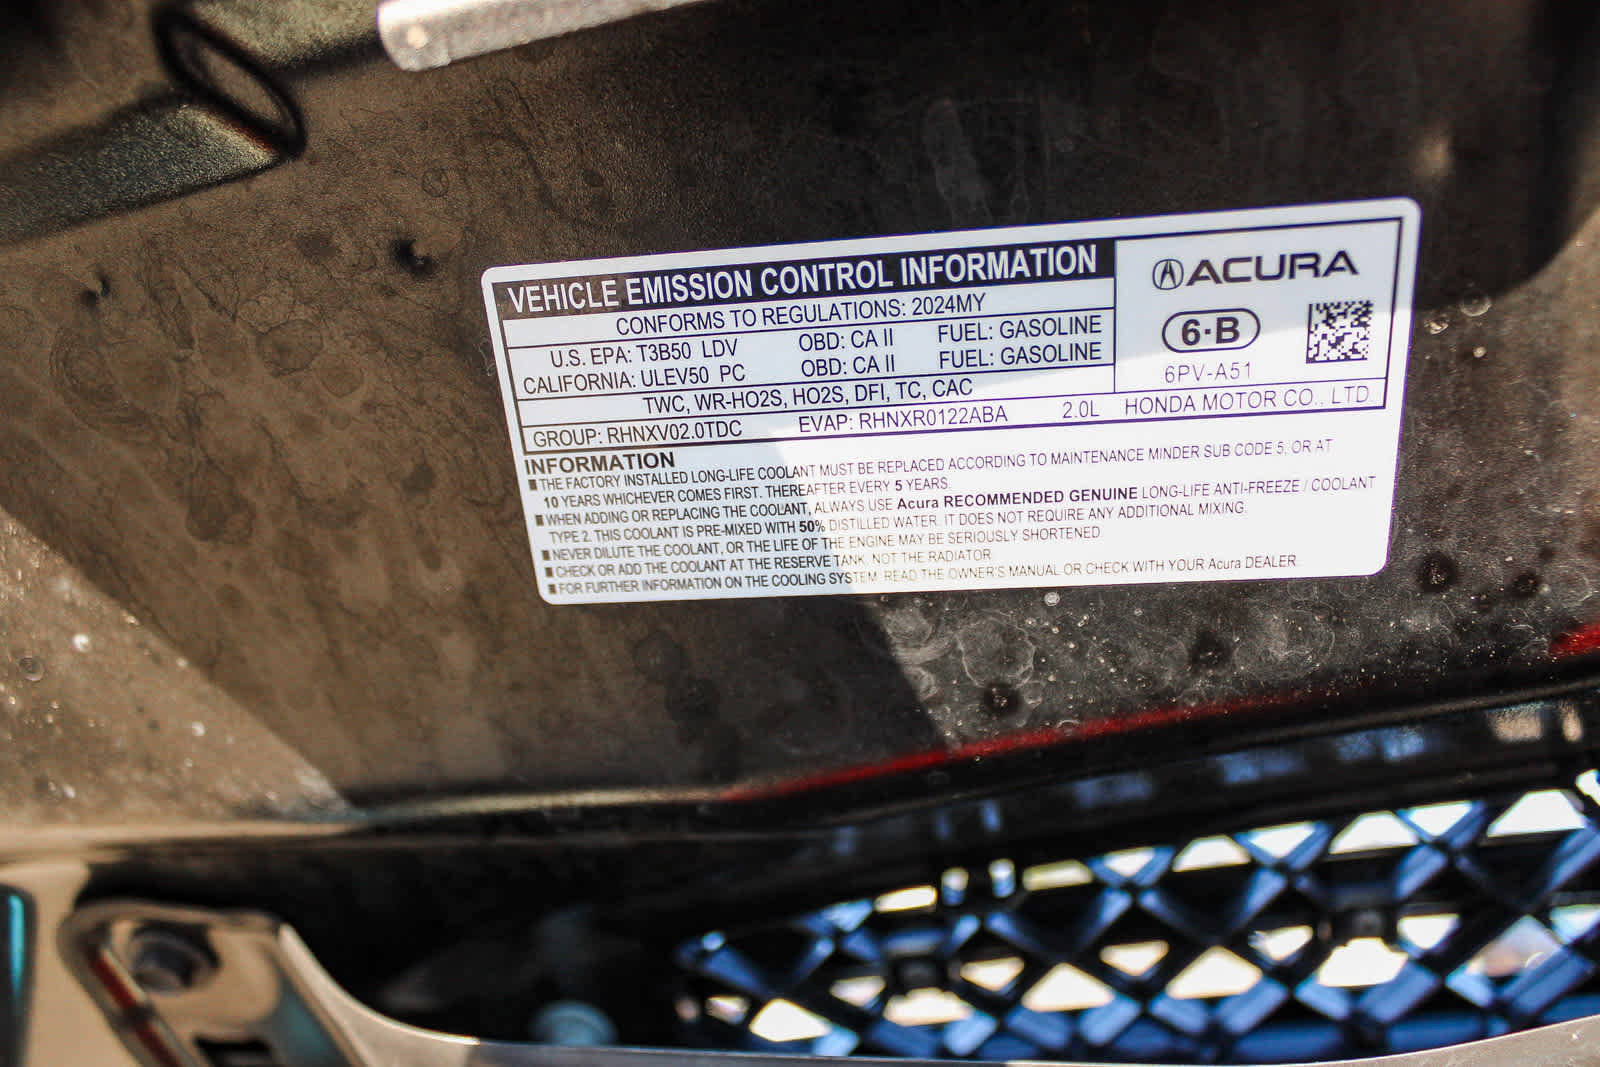 VEHICLE EMISSION CONTROL INFORMATION
CONFORMS TO REGULATIONS: 2024MY
U.S. EPA: T3B50 LDV OBD: CA II FUEL: GASOLINE
CALIFORNIA: ULEV50 PC OBD: CA II FUEL: GASOLINE
TWC, WR-HO2S, HO2S, DFI, TC, CAC
GROUP: RHNXV02.0TDC EVAP: RHNXR0122ABA 2.0L
ACURA
6·B
6PV-A51
HONDA MOTOR CO., LTD.
INFORMATION
■ THE FACTORY INSTALLED LONG-LIFE COOLANT MUST BE REPLACED ACCORDING TO MAINTENANCE MINDER SUB CODE 5, OR AT
10 YEARS WHICHEVER COMES FIRST. THEREAFTER EVERY 5 YEARS.
■ WHEN ADDING OR REPLACING THE COOLANT, ALWAYS USE Acura RECOMMENDED GENUINE LONG-LIFE ANTI-FREEZE / COOLANT
TYPE 2. THIS COOLANT IS PRE-MIXED WITH 50% DISTILLED WATER. IT DOES NOT REQUIRE ANY ADDITIONAL MIXING.
■ NEVER DILUTE THE COOLANT, OR THE LIFE OF THE ENGINE MAY BE SERIOUSLY SHORTENED
■ CHECK OR ADD THE COOLANT AT THE RESERVE TANK, NOT THE RADIATOR
■ FOR FURTHER INFORMATION ON THE COOLING SYSTEM, READ THE OWNER'S MANUAL OR CHECK WITH YOUR Acura DEALER.